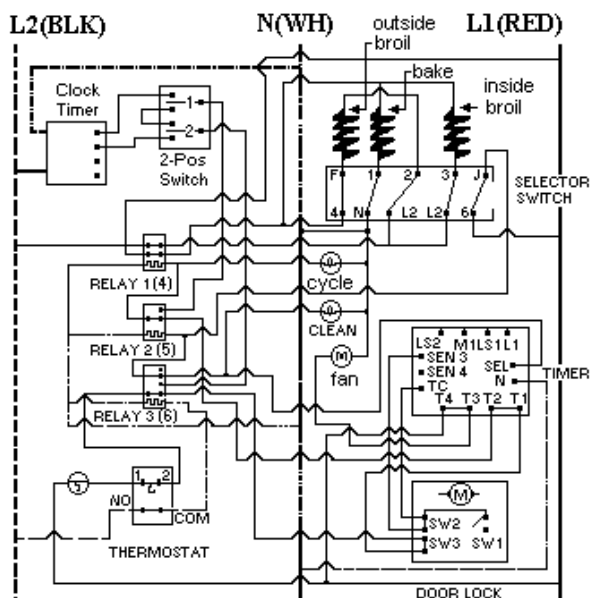 L2(BLK) N(WH) L1(RED)
outside
broil
bake
inside
broil
Clock
Timer
1
2
2-Pos
Switch
F 1 2 3 J
4 N L2 L2 6
SELECTOR
SWITCH
RELAY 1(4)
cycle
RELAY 2(5)
CLEAN
M
fan
RELAY 3(6)
LS2 M1 LS1 L1
SEN 3
SEN 4
TC
SEL
N
T4 T3 T2 T1
TIMER
1 2
NO
COM
THERMOSTAT
M
SW2
SW3 SW1
DOOR LOCK